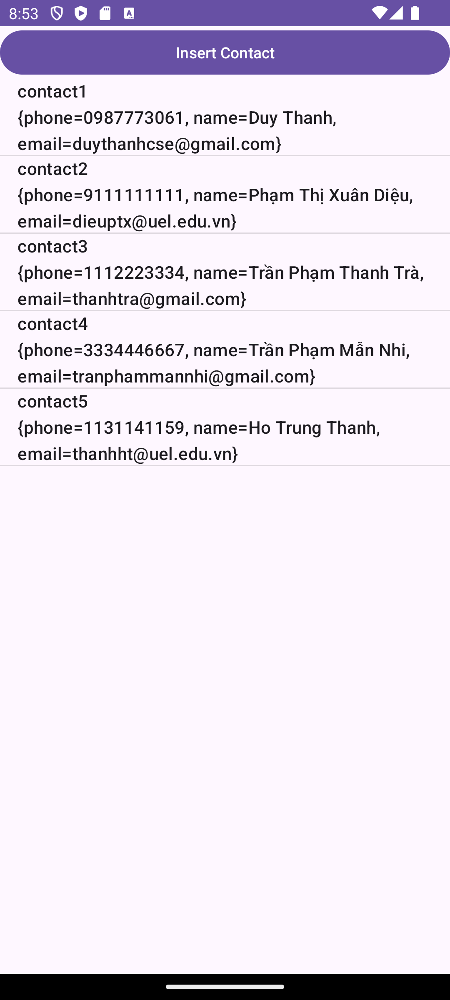 8:53
Insert Contact
contact1
{phone=0987773061, name=Duy Thanh,
email=duythanhcse@gmail.com}
contact2
{phone=9111111111, name=Phạm Thị Xuân Diệu,
email=dieuptx@uel.edu.vn}
contact3
{phone=1112223334, name=Trần Phạm Thanh Trà,
email=thanhtra@gmail.com}
contact4
{phone=3334446667, name=Trần Phạm Mẫn Nhi,
email=tranphammannhi@gmail.com}
contact5
{phone=1131141159, name=Ho Trung Thanh,
email=thanhht@uel.edu.vn}